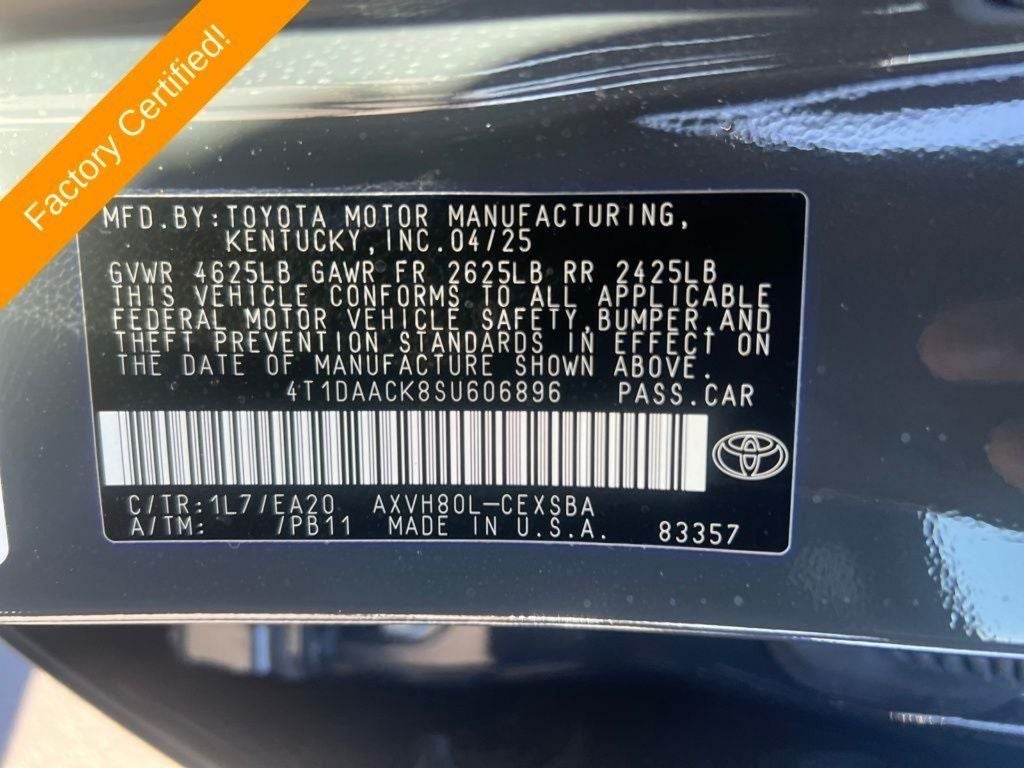 Factory Certified!
MFD.BY:TOYOTA MOTOR MANUFACTURING,
KENTUCKY,INC.04/25
GVWR 4625LB GAWR FR 2625LB RR 2425LB
THIS VEHICLE CONFORMS TO ALL APPLICABLE
FEDERAL MOTOR VEHICLE SAFETY,BUMPER,AND
THEFT PREVENTION STANDARDS IN EFFECT ON
THE DATE OF MANUFACTURE SHOWN ABOVE.
4T1DAACK8SU606896 PASS.CAR
C/TR:1L7/EA20 AXVH80L-CEXSBA
A/TM: /PB11 MADE IN U.S.A. 83357